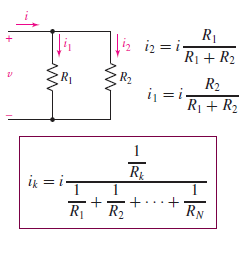 i
+
i₁
i₂
v
R₁
R₂
−
i₂ = i R₁ / (R₁ + R₂)
i₁ = i R₂ / (R₁ + R₂)
iₖ = i (1/Rₖ) / (1/R₁ + 1/R₂ + · · · + 1/R_N)